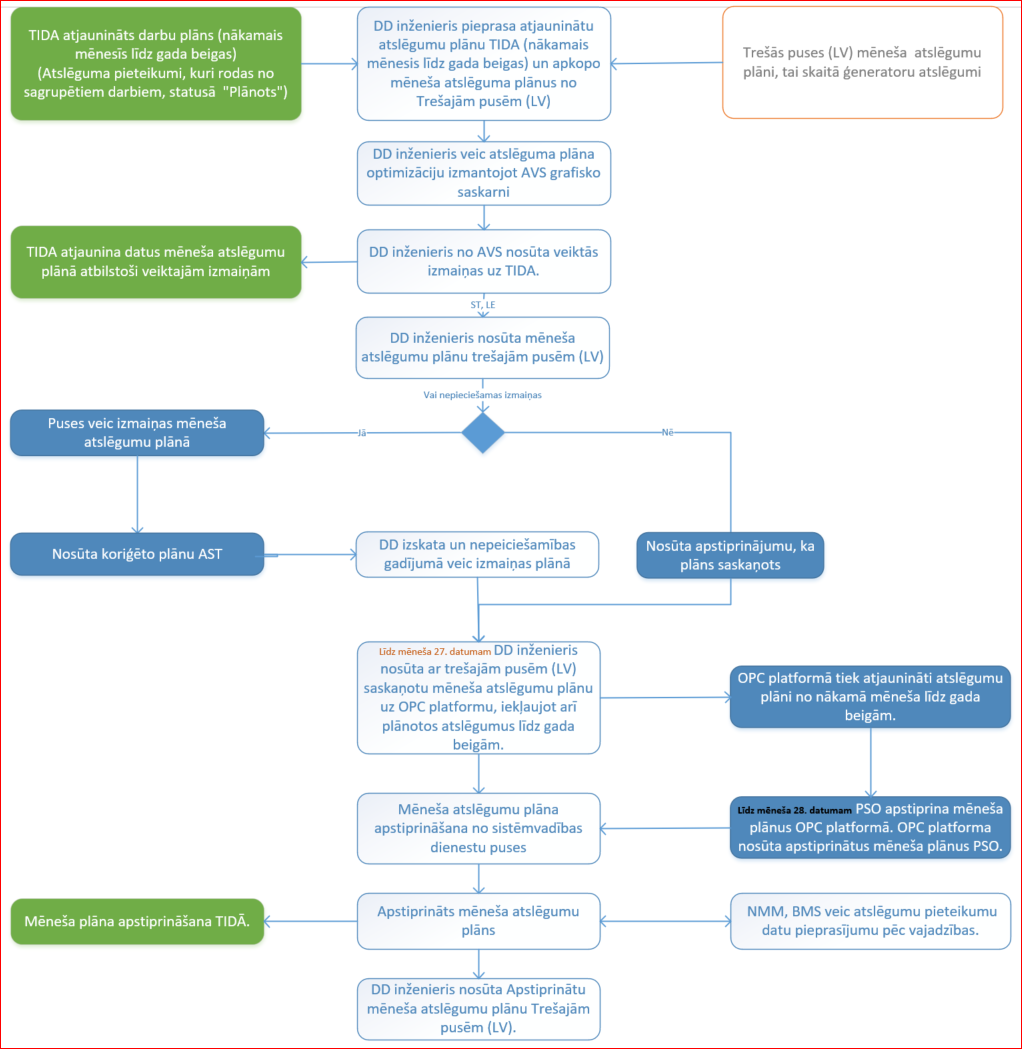 TIDA atjaunināts darbu plāns (nākamais
mēnesīs līdz gada beigas)
(Atslēguma pieteikumi, kuri rodas no
sagrupētiem darbiem, statusā "Plānots")
DD inženieris pieprasa atjauninātu
atslēgumu plānu TIDA (nākamais
mēnesis līdz gada beigas) un apkopo
mēneša atslēguma plānus no
Trešajām pusēm (LV)
Trešās puses (LV) mēneša atslēgumu
plāni, tai skaitā ģeneratoru atslēgumi
DD inženieris veic atslēguma plāna
optimizāciju izmantojot AVS grafisko
saskarni
TIDA atjaunina datus mēneša atslēgumu
plānā atbilstoši veiktajām izmaiņām
DD inženieris no AVS nosūta veiktās
izmaiņas uz TIDA.
ST, LE
DD inženieris nosūta mēneša
atslēgumu plānu trešajām pusēm (LV)
Vai nepieciešamas izmaiņas
Puses veic izmaiņas mēneša
atslēgumu plānā
Jā
Nē
Nosūta koriģēto plānu AST
DD izskata un nepeiciešamības
gadījumā veic izmaiņas plānā
Nosūta apstiprinājumu, ka
plāns saskaņots
Līdz mēneša 27. datumam DD inženieris
nosūta ar trešajām pusēm (LV)
saskaņotu mēneša atslēgumu plānu
uz OPC platformu, iekļaujot arī
plānotos atslēgumus līdz gada
beigām.
OPC platformā tiek atjaunināti atslēgumu
plāni no nākamā mēneša līdz gada
beigām.
Mēneša atslēgumu plāna
apstiprināšana no sistēmvadības
dienestu puses
Līdz mēneša 28. datumam PSO apstiprina mēneša
plānus OPC platformā. OPC platforma
nosūta apstiprinātus mēneša plānus PSO.
Mēneša plāna apstiprināšana TIDĀ.
Apstiprināts mēneša atslēgumu
plāns
NMM, BMS veic atslēgumu pieteikumu
datu pieprasījumu pēc vajadzības.
DD inženieris nosūta Apstiprinātu
mēneša atslēgumu plānu Trešajām
pusēm (LV).